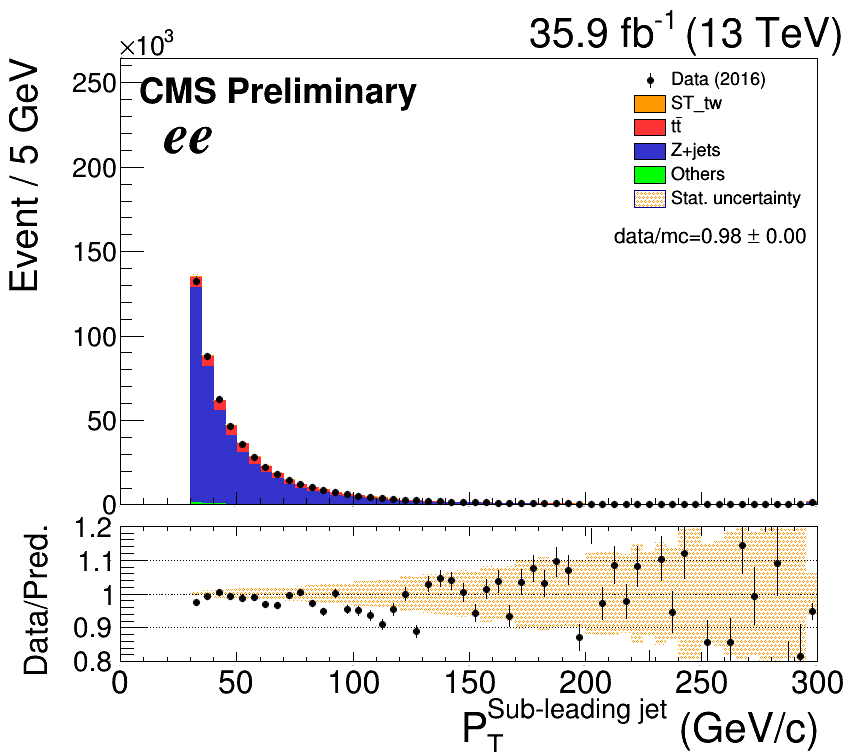 35.9 fb⁻¹ (13 TeV)
×10³
CMS Preliminary
ee
Data (2016)
ST_tw
tt̄
Z+jets
Others
Stat. uncertainty
data/mc=0.98 ± 0.00
Event / 5 GeV
250
200
150
100
50
0
Data/Pred.
1.2
1.1
1
0.9
0.8
0 50 100 150 200 250 300
P_T^Sub-leading jet (GeV/c)